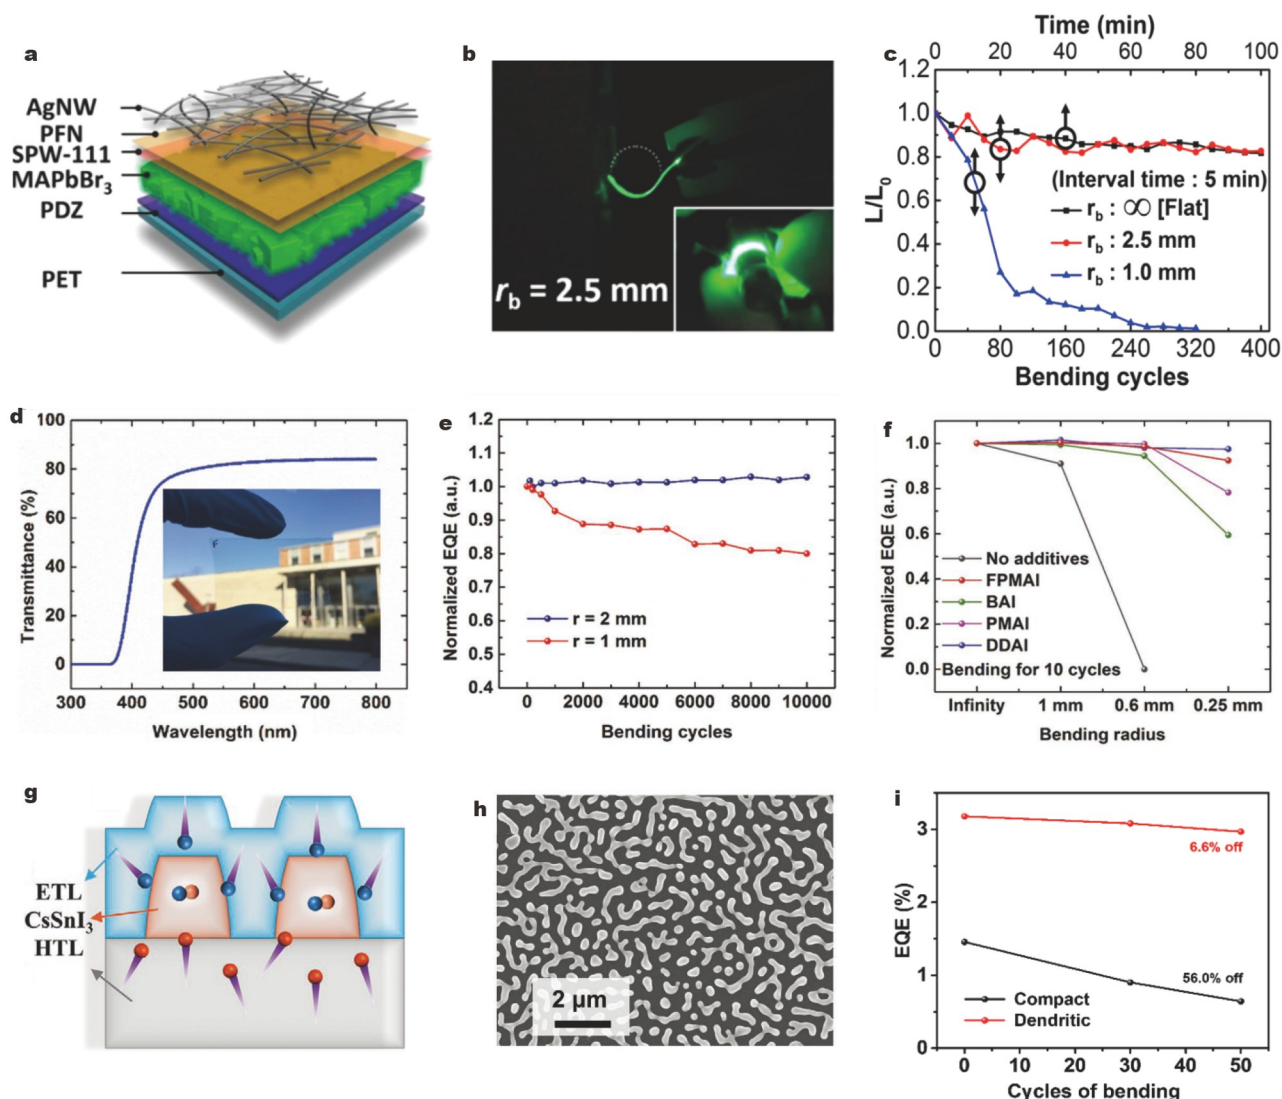 a
AgNW
PFN
SPW-111
MAPbBr3
PDZ
PET
b
rb = 2.5 mm
c
Time (min)
0 20 40 60 80 100
1.2
1.0
0.8
0.6
0.4
0.2
0.0
L/L0
(Interval time : 5 min)
rb : ∞ [Flat]
rb : 2.5 mm
rb : 1.0 mm
0 80 160 240 320 400
Bending cycles
d
100
80
60
40
20
0
Transmittance (%)
300 400 500 600 700 800
Wavelength (nm)
e
1.2
1.1
1.0
0.9
0.8
0.7
0.6
0.5
0.4
Normalized EQE (a.u.)
r = 2 mm
r = 1 mm
0 2000 4000 6000 8000 10000
Bending cycles
f
1.0
0.8
0.6
0.4
0.2
0.0
Normalized EQE (a.u.)
No additives
FPMAI
BAI
PMAI
DDAI
Bending for 10 cycles
Infinity 1 mm 0.6 mm 0.25 mm
Bending radius
g
ETL
CsSnI3
HTL
h
2 μm
i
3
2
1
0
EQE (%)
6.6% off
56.0% off
Compact
Dendritic
0 10 20 30 40 50
Cycles of bending